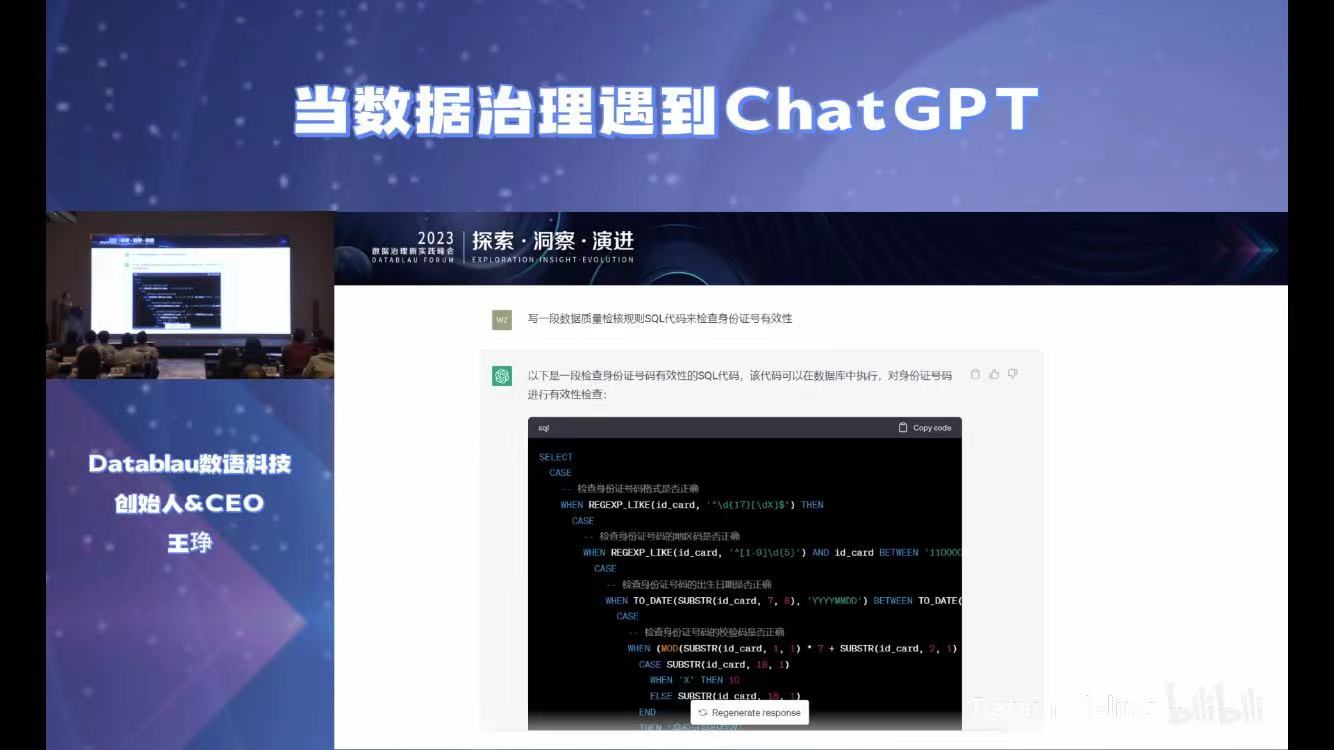 当数据治理遇到ChatGPT
2023
数据治理新实践峰会
DATABLAU FORUM
探索·洞察·演进
EXPLORATION·INSIGHT·EVOLUTION
Datablau数语科技
创始人&CEO
王琤
WZ
写一段数据质量检核规则SQL代码来检查身份证号有效性
以下是一段检查身份证号码有效性的SQL代码，该代码可以在数据库中执行，对身份证号码
进行有效性检查：
sql
Copy code
SELECT
CASE
-- 检查身份证号码格式是否正确
WHEN REGEXP_LIKE(id_card, '^\d{17}[\dX]$') THEN
CASE
-- 检查身份证号码的地区码是否正确
WHEN REGEXP_LIKE(id_card, '^[1-9]\d{5}') AND id_card BETWEEN '110000
CASE
-- 检查身份证号码的出生日期是否正确
WHEN TO_DATE(SUBSTR(id_card, 7, 8), 'YYYYMMDD') BETWEEN TO_DATE(
CASE
-- 检查身份证号码的校验码是否正确
WHEN (MOD(SUBSTR(id_card, 1, 1) * 7 + SUBSTR(id_card, 2, 1)
CASE SUBSTR(id_card, 18, 1)
WHEN 'X' THEN 10
ELSE SUBSTR(id_card, 18, 1)
END
THEN
Regenerate response
bilibili